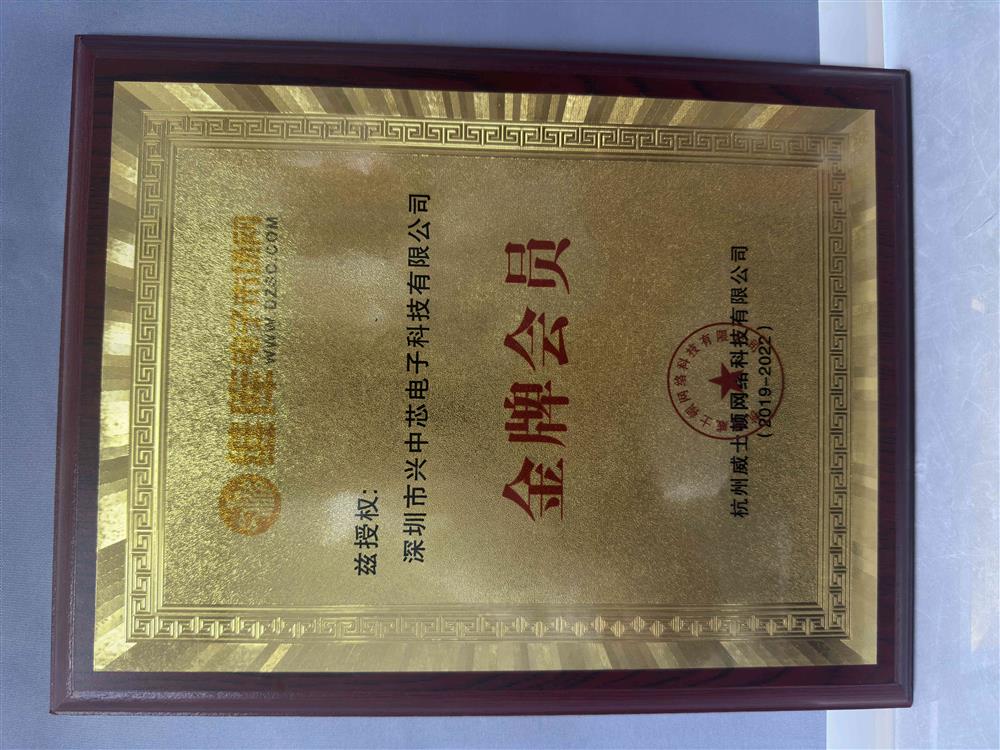 维库电子市场网
WWW.DZSC.COM
兹授权:
深圳市兴中芯电子科技有限公司
金牌会员
杭州威士顿网络科技有限公司
(2019-2022)